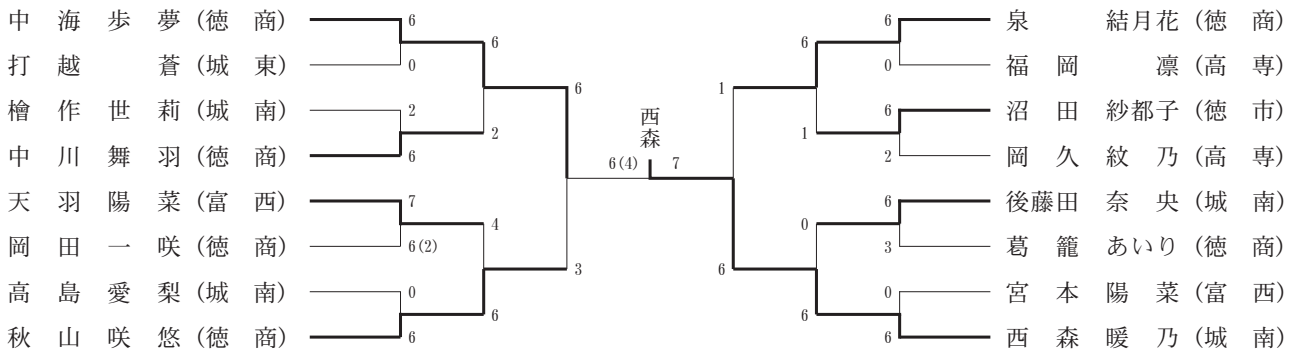 中海歩夢(徳商) 6
打越蒼(城東) 0
檜作世莉(城南) 2
中川舞羽(徳商) 6
天羽陽菜(富西) 7
岡田一咲(徳商) 6(2)
高島愛梨(城南) 0
秋山咲悠(徳商) 6
6
2
4
6
6
3
西森
6(4) 7
1
6
6
1
0
6
6 泉結月花(徳商)
0 福岡凛(高専)
6 沼田紗都子(徳市)
2 岡久紋乃(高専)
6 後藤田奈央(城南)
3 葛籠あいり(徳商)
0 宮本陽菜(富西)
6 西森暖乃(城南)